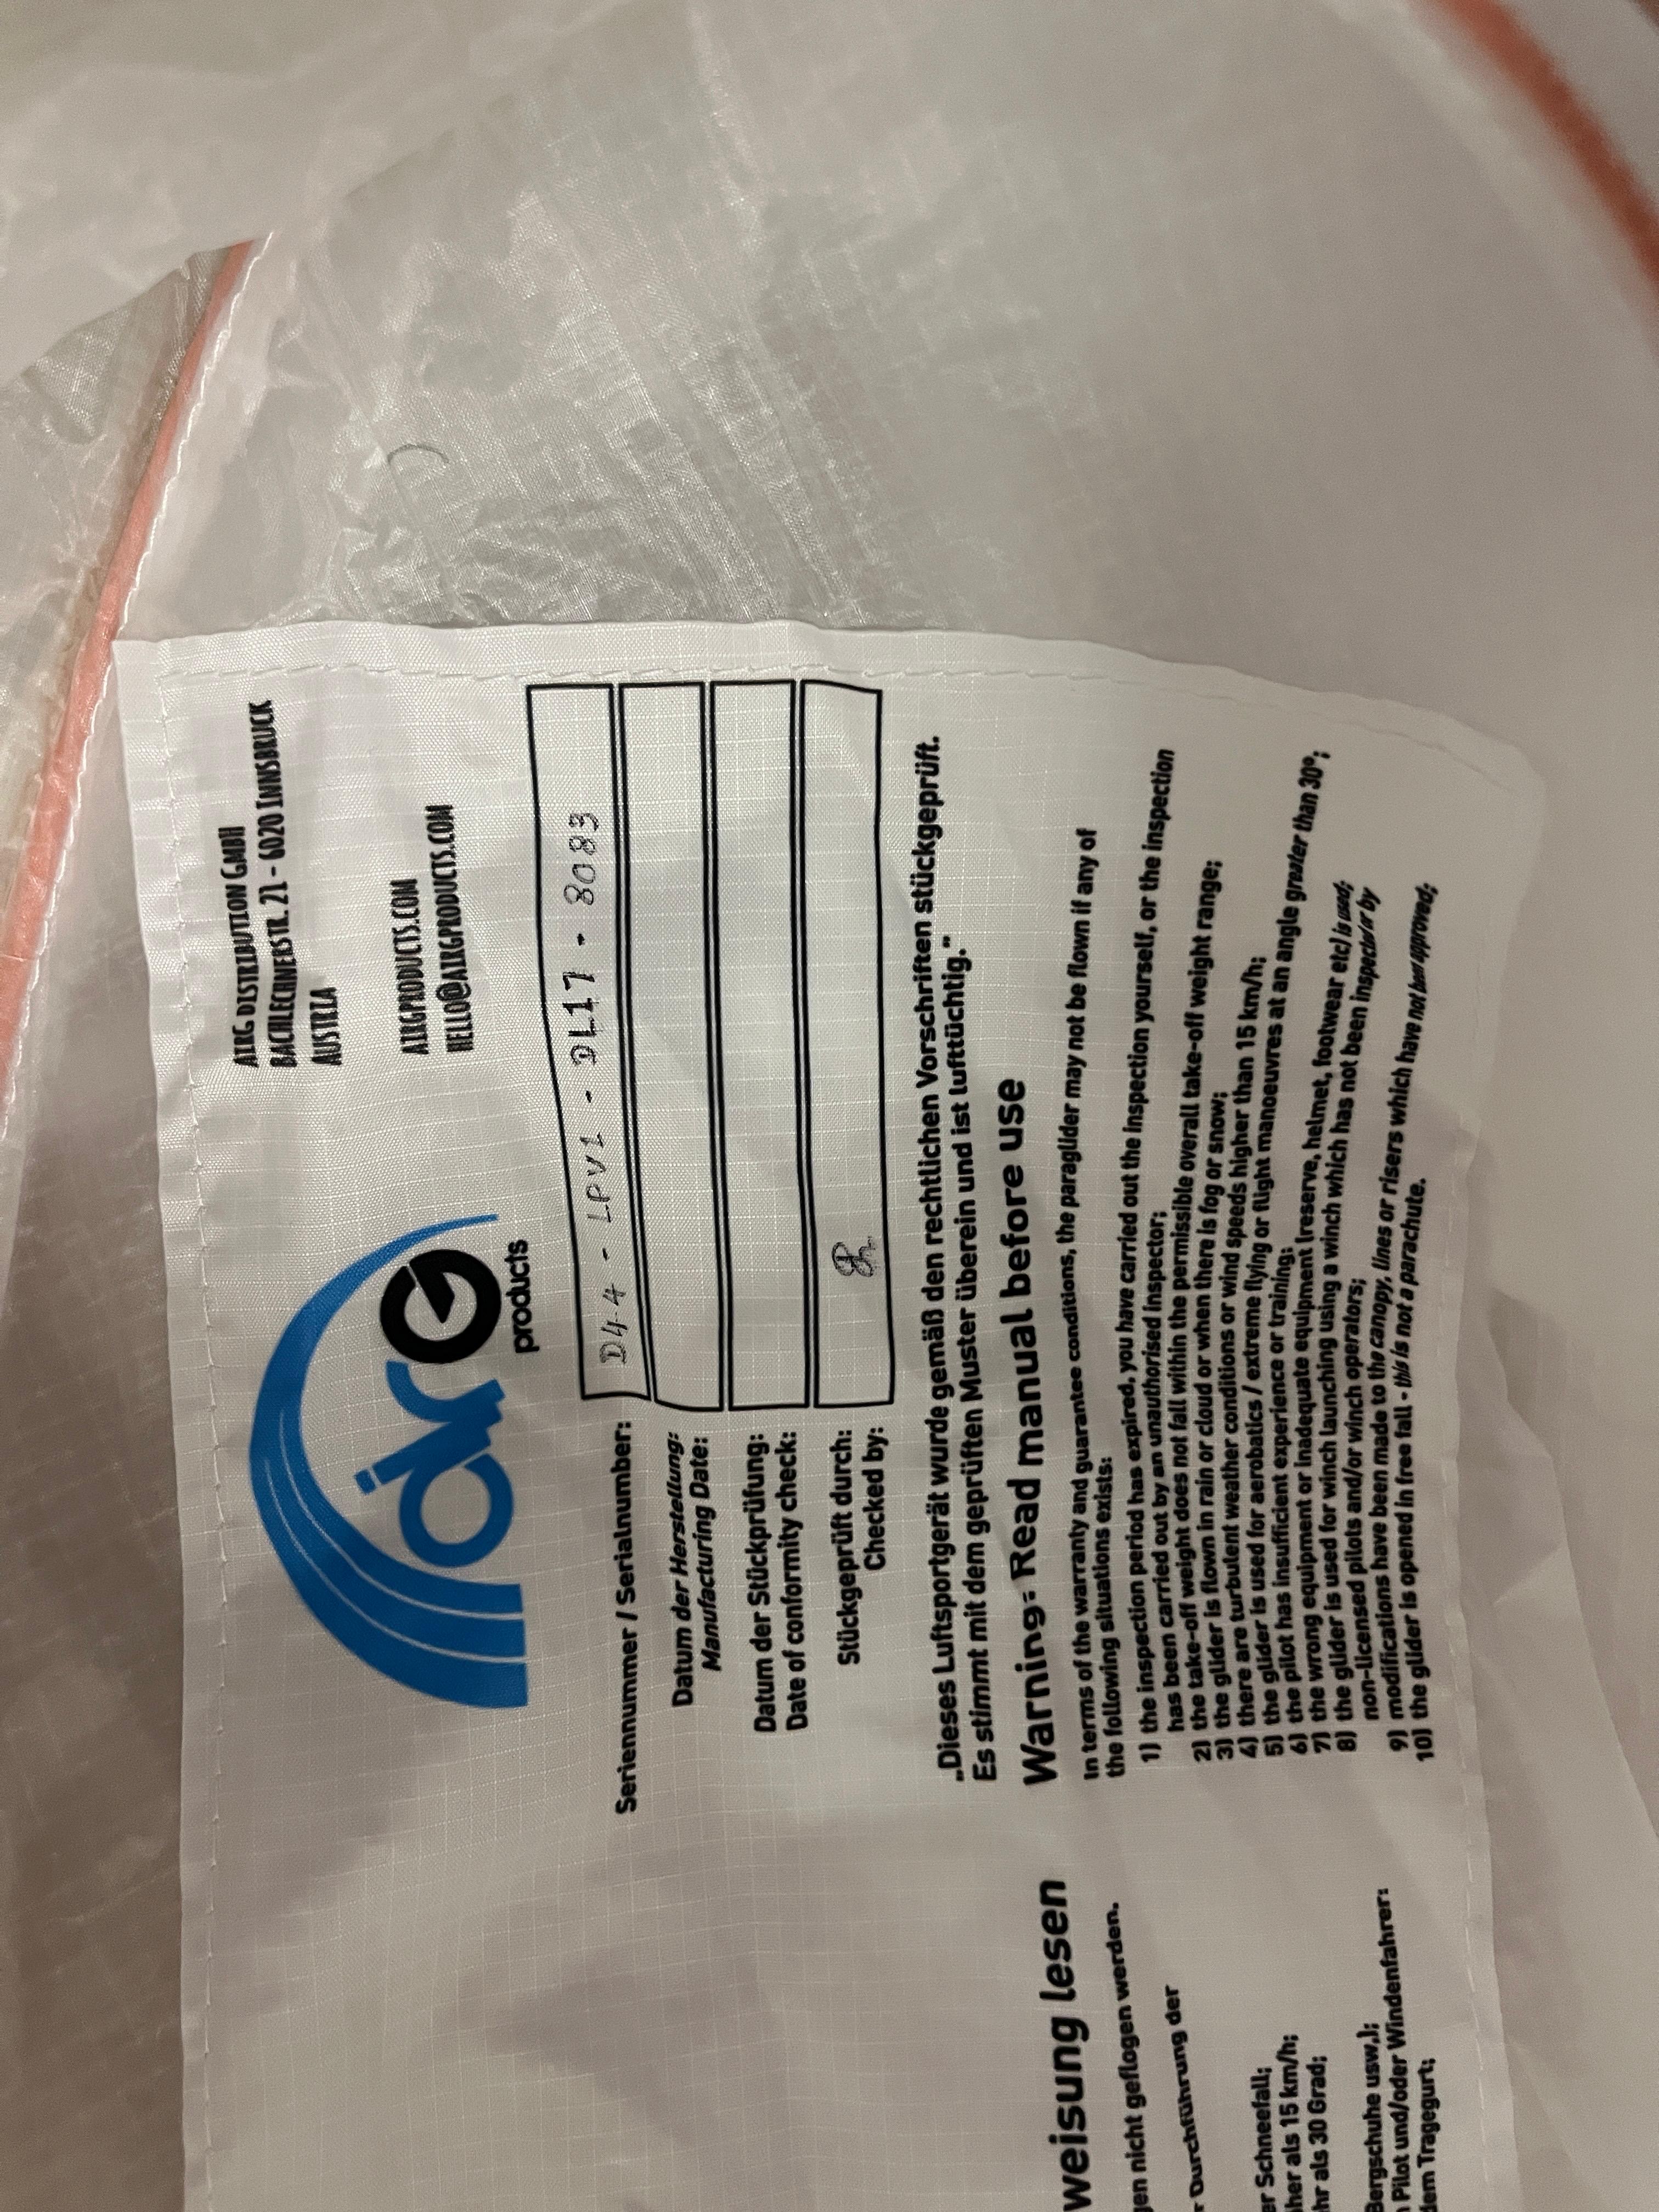 airG
products
AIRG DISTRIBUTION GMBH
BACHLECHNERSTR. 21 - 6020 INNSBRUCK
AUSTRIA
AIRGPRODUCTS.COM
HELLO@AIRGPRODUCTS.COM
Seriennummer / Serialnumber: D44 - LPV1 - DL17 - 8083
Datum der Herstellung:
Manufacturing Date:
Datum der Stückprüfung:
Date of conformity check:
Stückgeprüft durch:
Checked by:
„Dieses Luftsportgerät wurde gemäß den rechtlichen Vorschriften stückgeprüft.
Es stimmt mit dem geprüften Muster überein und ist lufttüchtig.“
Warning: Read manual before use
In terms of the warranty and guarantee conditions, the paraglider may not be flown if any of
the following situations exists:
1) the inspection period has expired, you have carried out the inspection yourself, or the inspection
has been carried out by an unauthorised inspector;
2) the take-off weight does not fall within the permissible overall take-off weight range;
3) the glider is flown in rain or cloud or when there is fog or snow;
4) there are turbulent weather conditions or wind speeds higher than 15 km/h;
5) the glider is used for aerobatics / extreme flying or flight manoeuvres at an angle greater than 30°;
6) the pilot has insufficient experience or training;
7) the wrong equipment or inadequate equipment (reserve, helmet, footwear etc) is used;
8) the glider is used for winch launching using a winch which has not been inspected or by
non-licensed pilots and/or winch operators;
9) modifications have been made to the canopy, lines or risers which have not been approved;
10) the glider is opened in free fall - this is not a parachute.
weisung lesen
gen nicht geflogen werden.
r Durchführung der
er Schneefall;
her als 15 km/h;
hr als 30 Grad;
Bergschuhe usw.);
Pilot und/oder Windenfahrer:
dem Tragegurt;